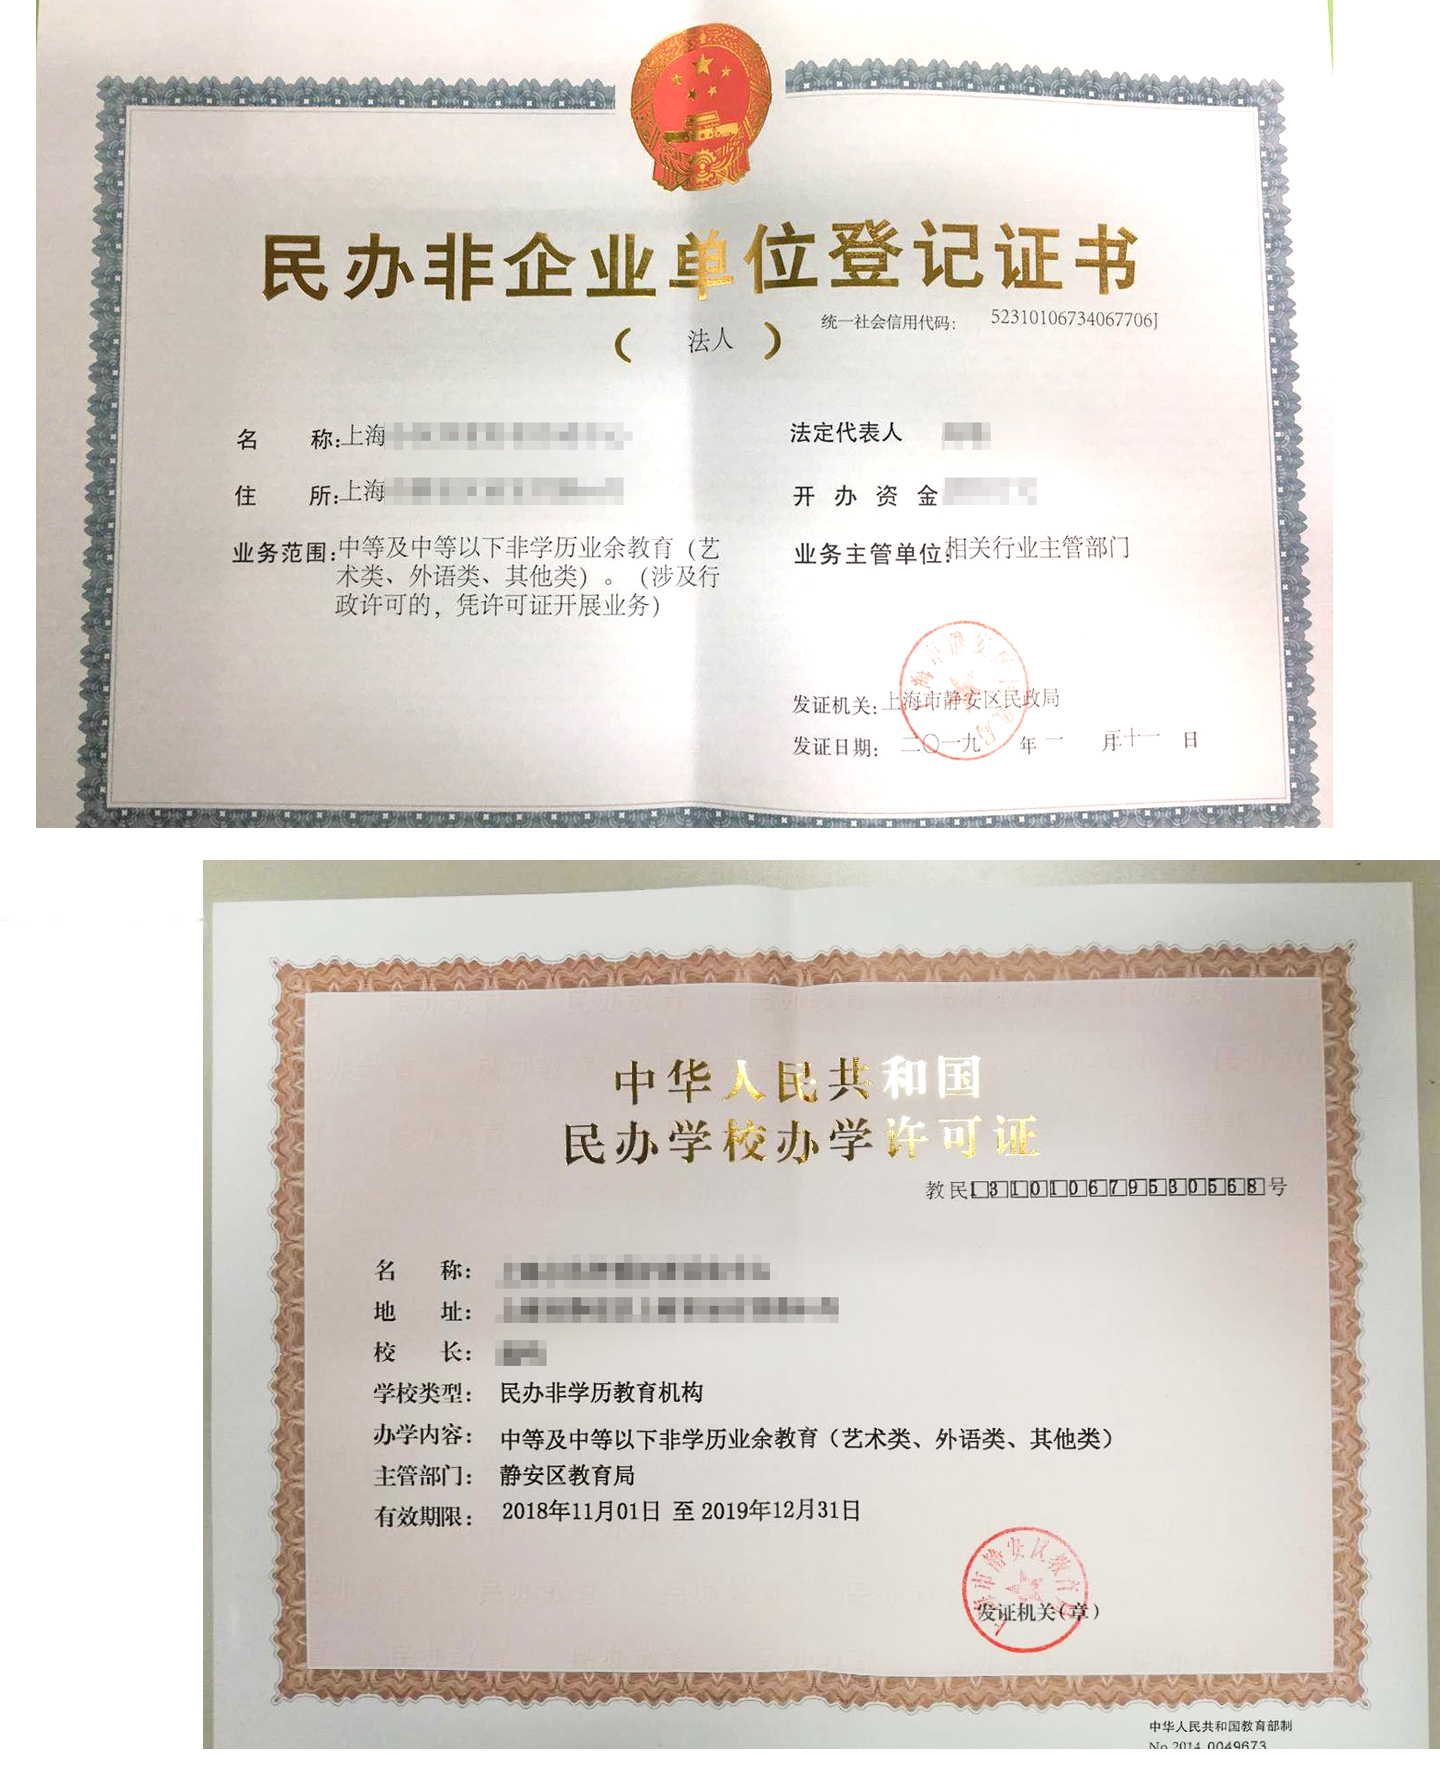 民办非企业单位登记证书
（ 法人 ）
统一社会信用代码： 52310106734067706J
名 称：上海
法定代表人
住 所：上海
开办资金
业务范围：中等及中等以下非学历业余教育（艺
术类、外语类、其他类）。（涉及行
政许可的，凭许可证开展业务）
业务主管单位：相关行业主管部门
发证机关：上海市静安区民政局
发证日期： 二〇一九 年 一 月 十一 日
中华人民共和国
民办学校办学许可证
教民131010679530568号
名 称：
地 址：
校 长：
学校类型： 民办非学历教育机构
办学内容： 中等及中等以下非学历业余教育（艺术类、外语类、其他类）
主管部门： 静安区教育局
有效期限： 2018年11月01日 至 2019年12月31日
上海市静安区教育局
发证机关（章）
中华人民共和国教育部制
No 2014 0049673